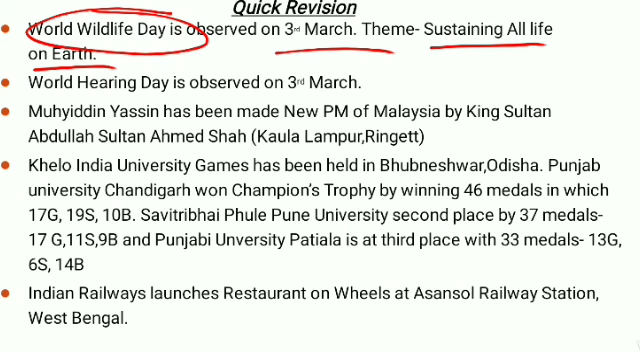 Quick Revision
World Wildlife Day is observed on 3rd March. Theme- Sustaining All life
on Earth.
World Hearing Day is observed on 3rd March.
Muhyiddin Yassin has been made New PM of Malaysia by King Sultan
Abdullah Sultan Ahmed Shah (Kaula Lampur,Ringett)
Khelo India University Games has been held in Bhubneshwar,Odisha. Punjab
university Chandigarh won Champion's Trophy by winning 46 medals in which
17G, 19S, 10B. Savitribhai Phule Pune University second place by 37 medals-
17 G,11S,9B and Punjabi Unversity Patiala is at third place with 33 medals- 13G,
6S, 14B
Indian Railways launches Restaurant on Wheels at Asansol Railway Station,
West Bengal.